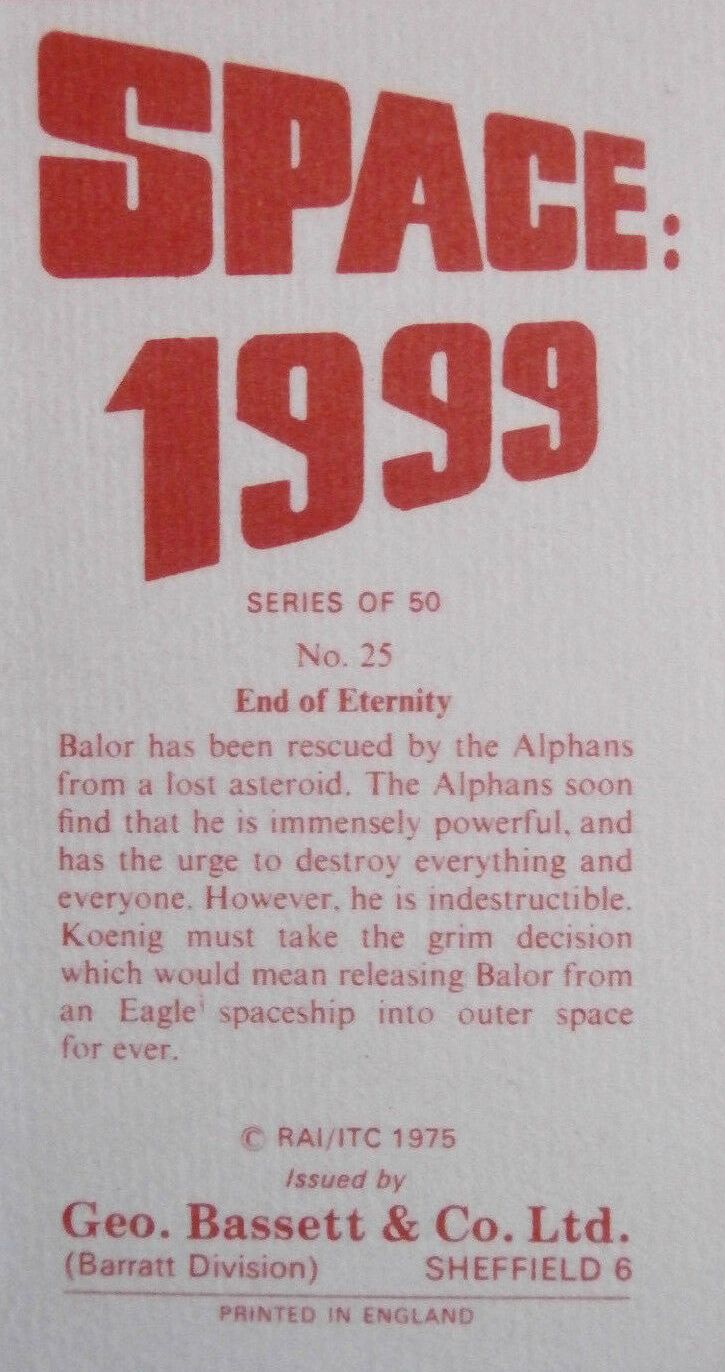 SPACE:
1999
SERIES OF 50
No. 25
End of Eternity
Balor has been rescued by the Alphans
from a lost asteroid. The Alphans soon
find that he is immensely powerful, and
has the urge to destroy everything and
everyone. However, he is indestructible.
Koenig must take the grim decision
which would mean releasing Balor from
an Eagle spaceship into outer space
for ever.
© RAI/ITC 1975
Issued by
Geo. Bassett & Co. Ltd.
(Barratt Division) SHEFFIELD 6
PRINTED IN ENGLAND